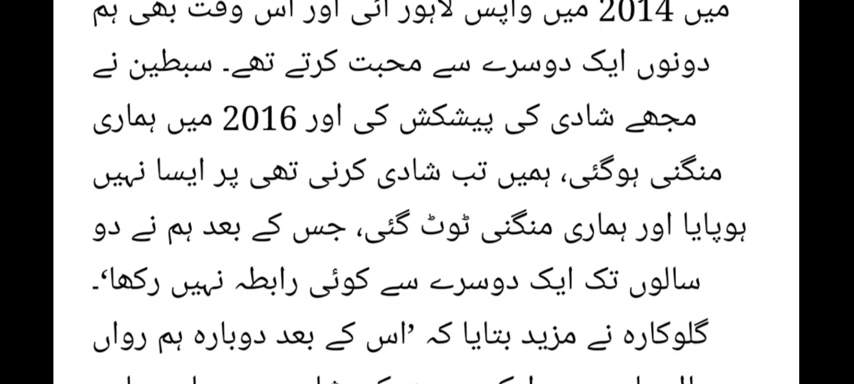 میں 2014 میں واپس لاہور آئی اور اس وقت بھی ہم
دونوں ایک دوسرے سے محبت کرتے تھے۔ سبطین نے
مجھے شادی کی پیشکش کی اور 2016 میں ہماری
منگنی ہوگئی، ہمیں تب شادی کرنی تھی پر ایسا نہیں
ہوپایا اور ہماری منگنی ٹوٹ گئی، جس کے بعد ہم نے دو
سالوں تک ایک دوسرے سے کوئی رابطہ نہیں رکھا‘۔
گلوکارہ نے مزید بتایا کہ ’اس کے بعد دوبارہ ہم رواں